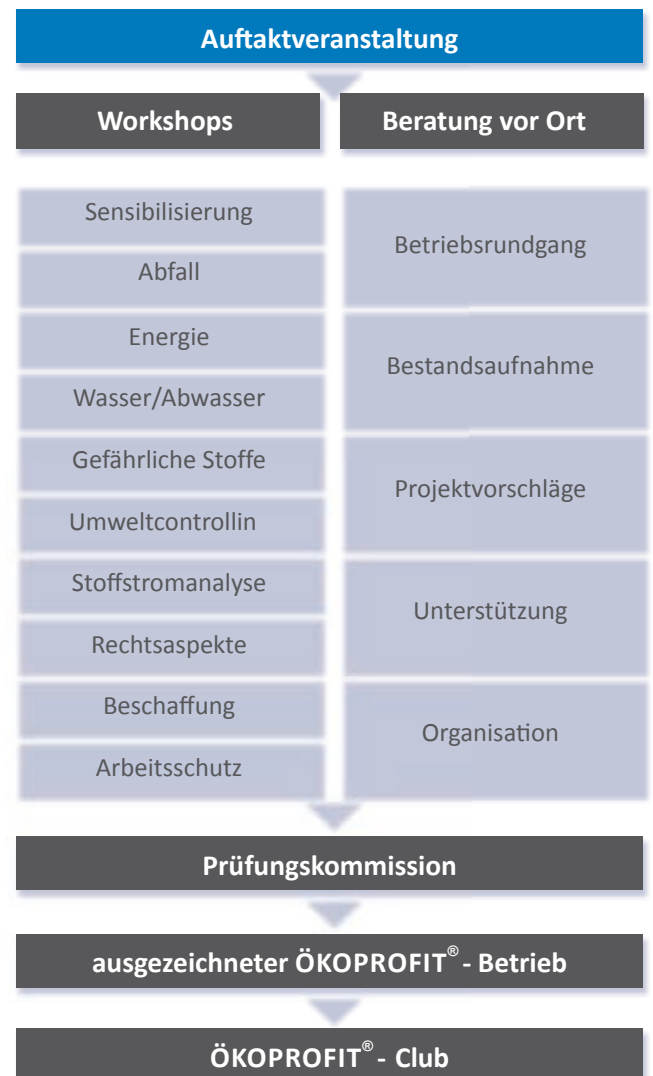 Auftaktveranstaltung
Workshops
Beratung vor Ort
Sensibilisierung
Abfall
Energie
Wasser/Abwasser
Gefährliche Stoffe
Umweltcontrollin
Stoffstromanalyse
Rechtsaspekte
Beschaffung
Arbeitsschutz
Betriebsrundgang
Bestandsaufnahme
Projektvorschläge
Unterstützung
Organisation
Prüfungskommission
ausgezeichneter ÖKOPROFIT® - Betrieb
ÖKOPROFIT® - Club